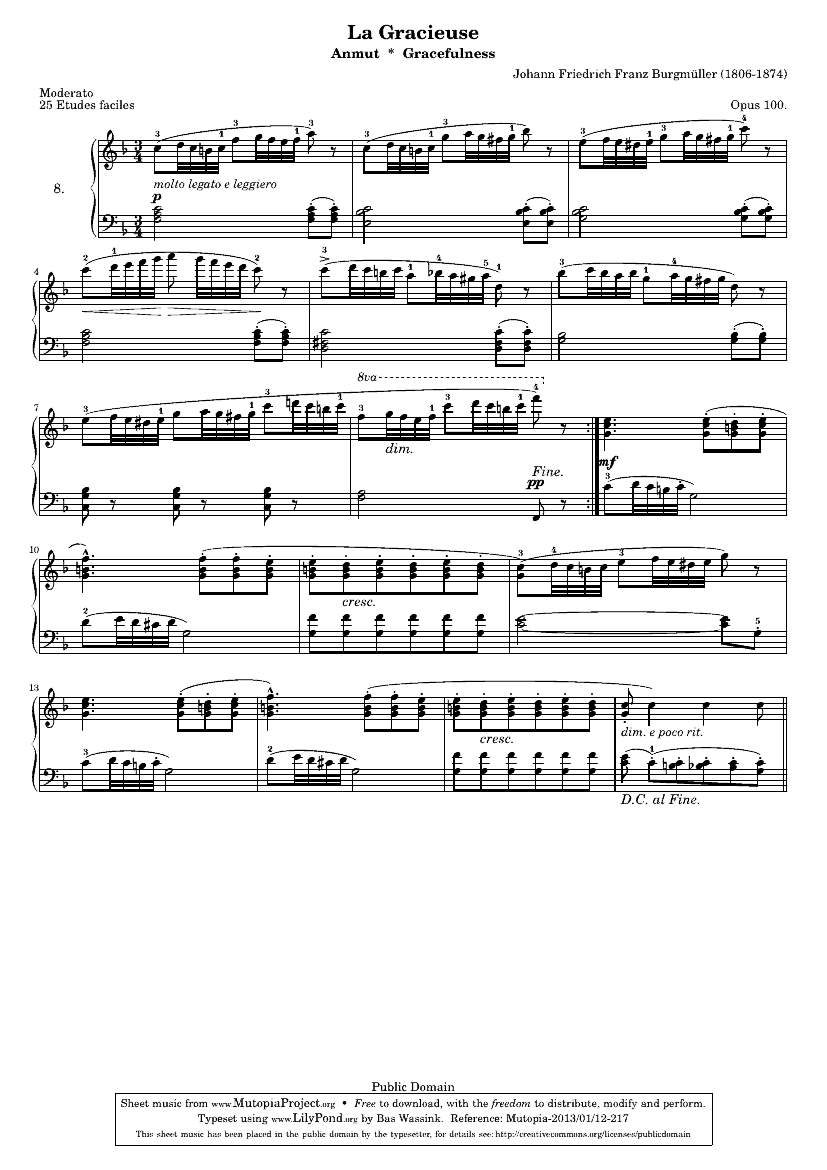 La Gracieuse
Anmut * Gracefulness
Johann Friedrich Franz Burgmüller (1806-1874)
Moderato
25 Etudes faciles
Opus 100.
8.
molto legato e leggiero
p
4
8va
7
dim.
Fine.
pp
mf
10
cresc.
13
cresc.
dim. e poco rit.
D.C. al Fine.
Public Domain
Sheet music from www.MutopiaProject.org • Free to download, with the freedom to distribute, modify and perform.
Typeset using www.LilyPond.org by Bas Wassink. Reference: Mutopia-2013/01/12-217
This sheet music has been placed in the public domain by the typesetter, for details see: http://creativecommons.org/licenses/publicdomain